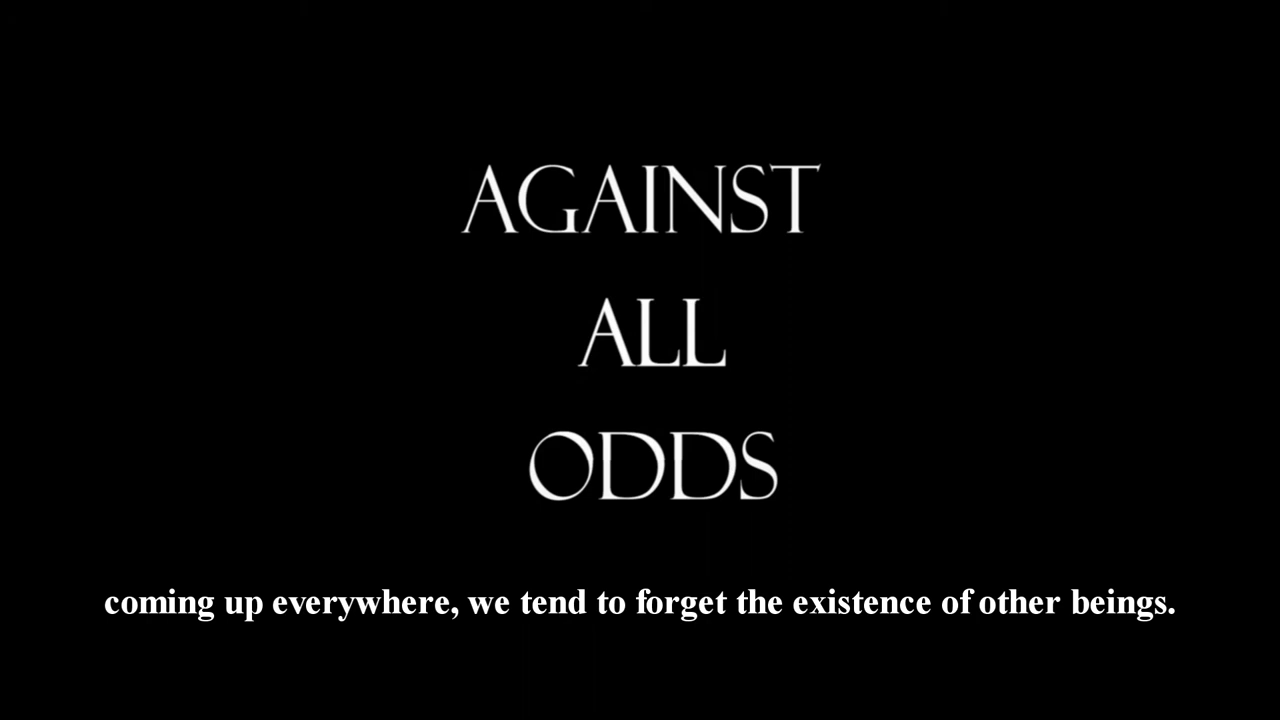 AGAINST
ALL
ODDS
coming up everywhere, we tend to forget the existence of other beings.